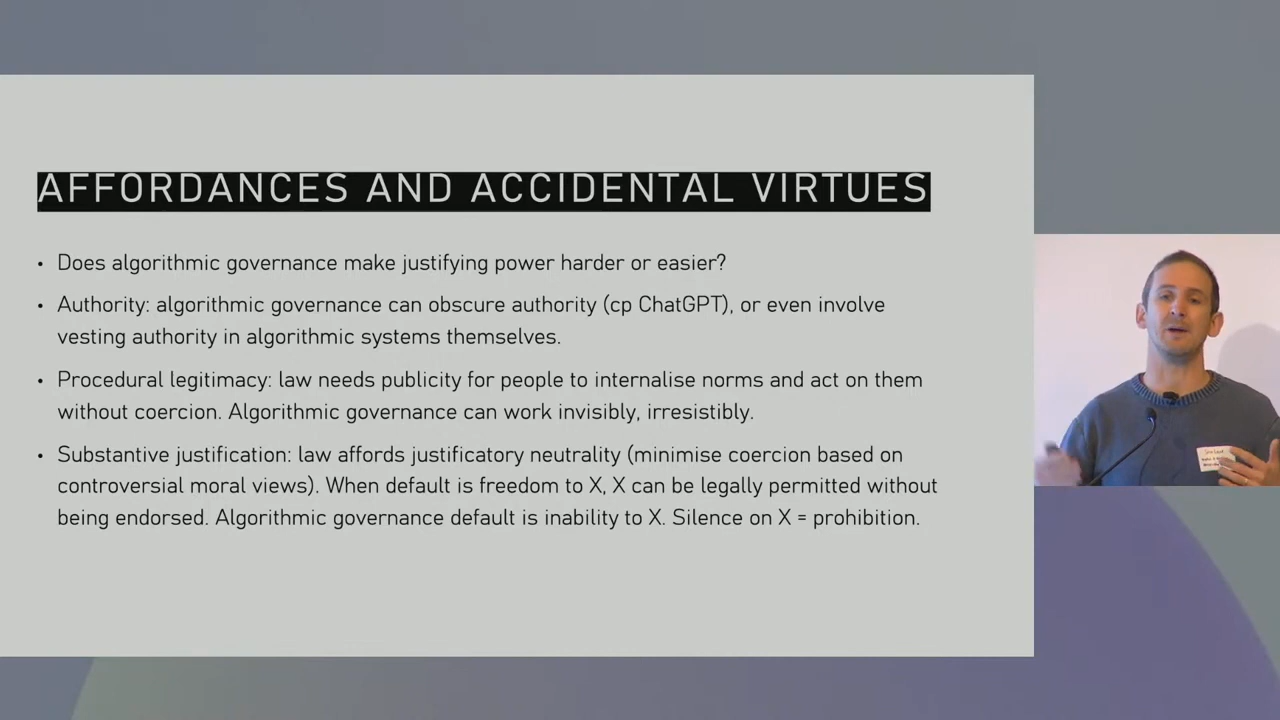 AFFORDANCES AND ACCIDENTAL VIRTUES
• Does algorithmic governance make justifying power harder or easier?
• Authority: algorithmic governance can obscure authority (cp ChatGPT), or even involve
vesting authority in algorithmic systems themselves.
• Procedural legitimacy: law needs publicity for people to internalise norms and act on them
without coercion. Algorithmic governance can work invisibly, irresistibly.
• Substantive justification: law affords justificatory neutrality (minimise coercion based on
controversial moral views). When default is freedom to X, X can be legally permitted without
being endorsed. Algorithmic governance default is inability to X. Silence on X = prohibition.